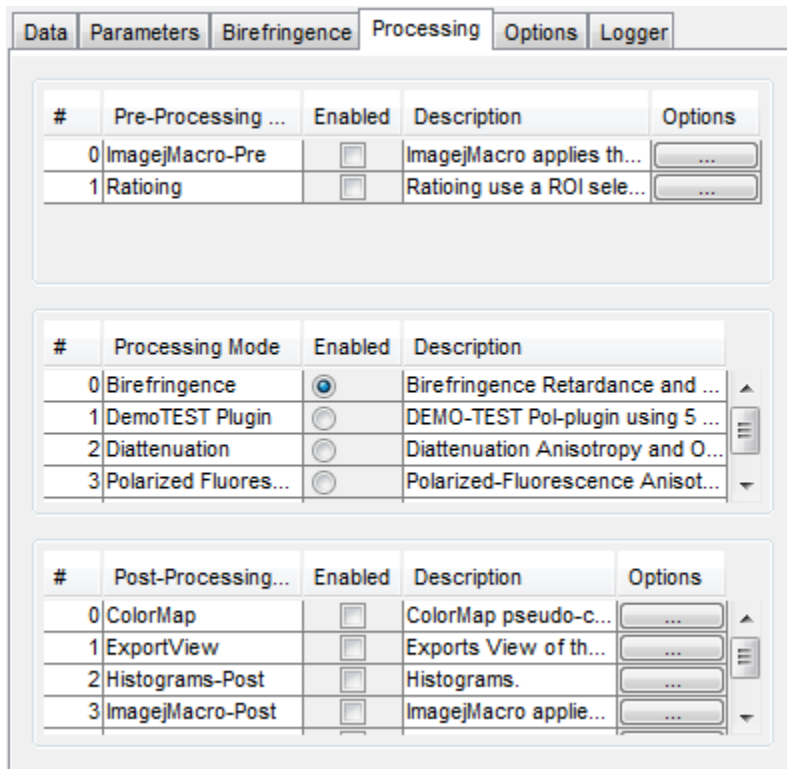 Data Parameters Birefringence Processing Options Logger
# Pre-Processing ... Enabled Description Options
0 ImagejMacro-Pre ImagejMacro applies th... ...
1 Ratioing Ratioing use a ROI sele... ...
# Processing Mode Enabled Description
0 Birefringence Birefringence Retardance and ...
1 DemoTEST Plugin DEMO-TEST Pol-plugin using 5 ...
2 Diattenuation Diattenuation Anisotropy and O...
3 Polarized Fluores... Polarized-Fluorescence Anisot...
# Post-Processing... Enabled Description Options
0 ColorMap ColorMap pseudo-c... ...
1 ExportView Exports View of th... ...
2 Histograms-Post Histograms. ...
3 ImagejMacro-Post ImagejMacro applie... ...